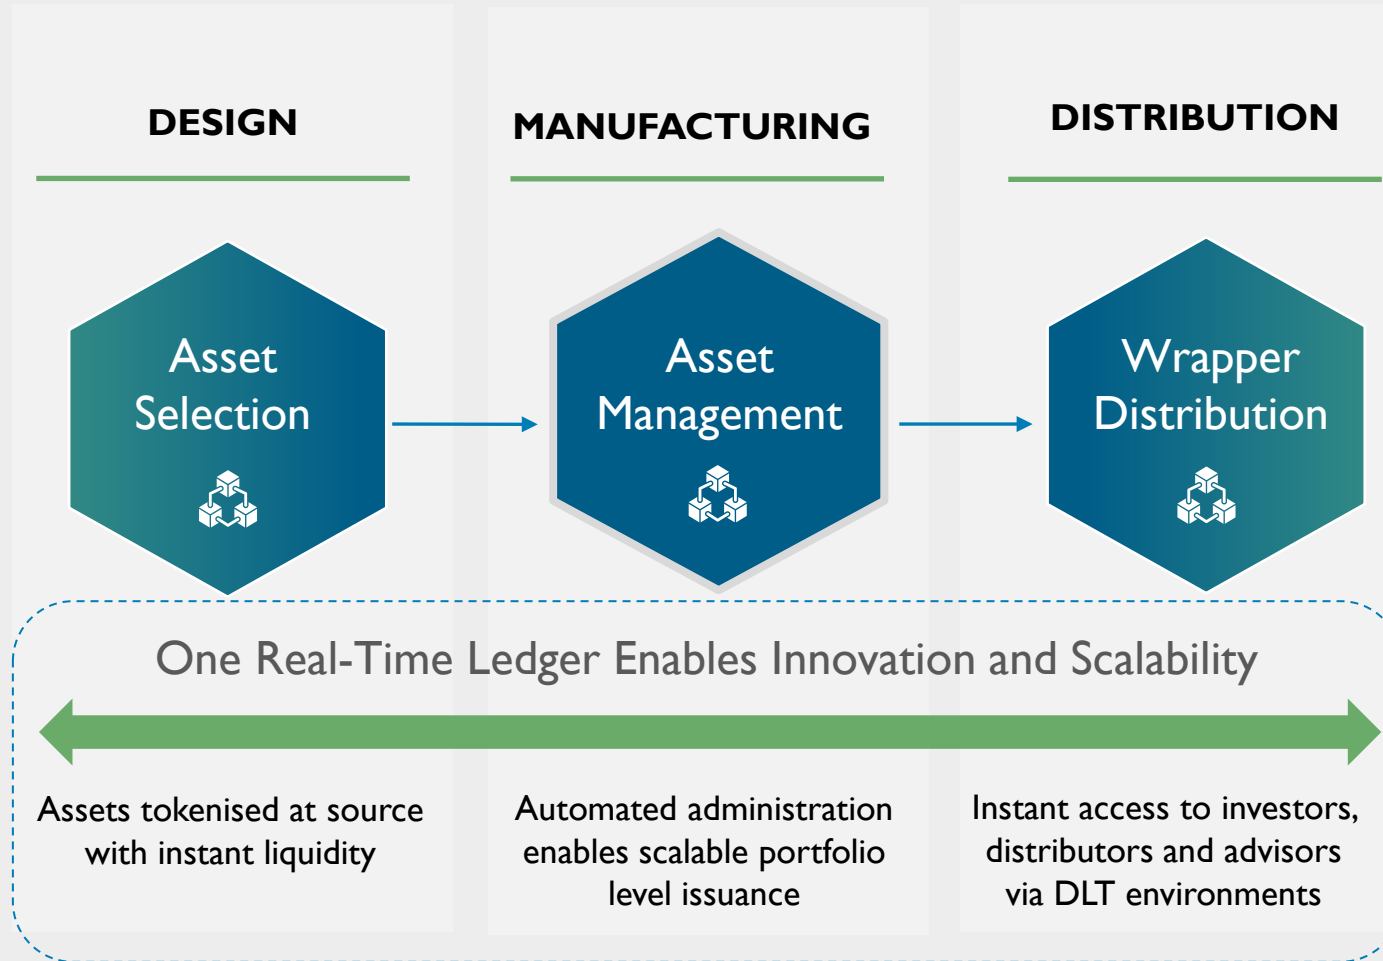 DESIGN
MANUFACTURING
DISTRIBUTION
Asset
Selection
Asset
Management
Wrapper
Distribution
One Real-Time Ledger Enables Innovation and Scalability
Assets tokenised at source
with instant liquidity
Automated administration
enables scalable portfolio
level issuance
Instant access to investors,
distributors and advisors
via DLT environments